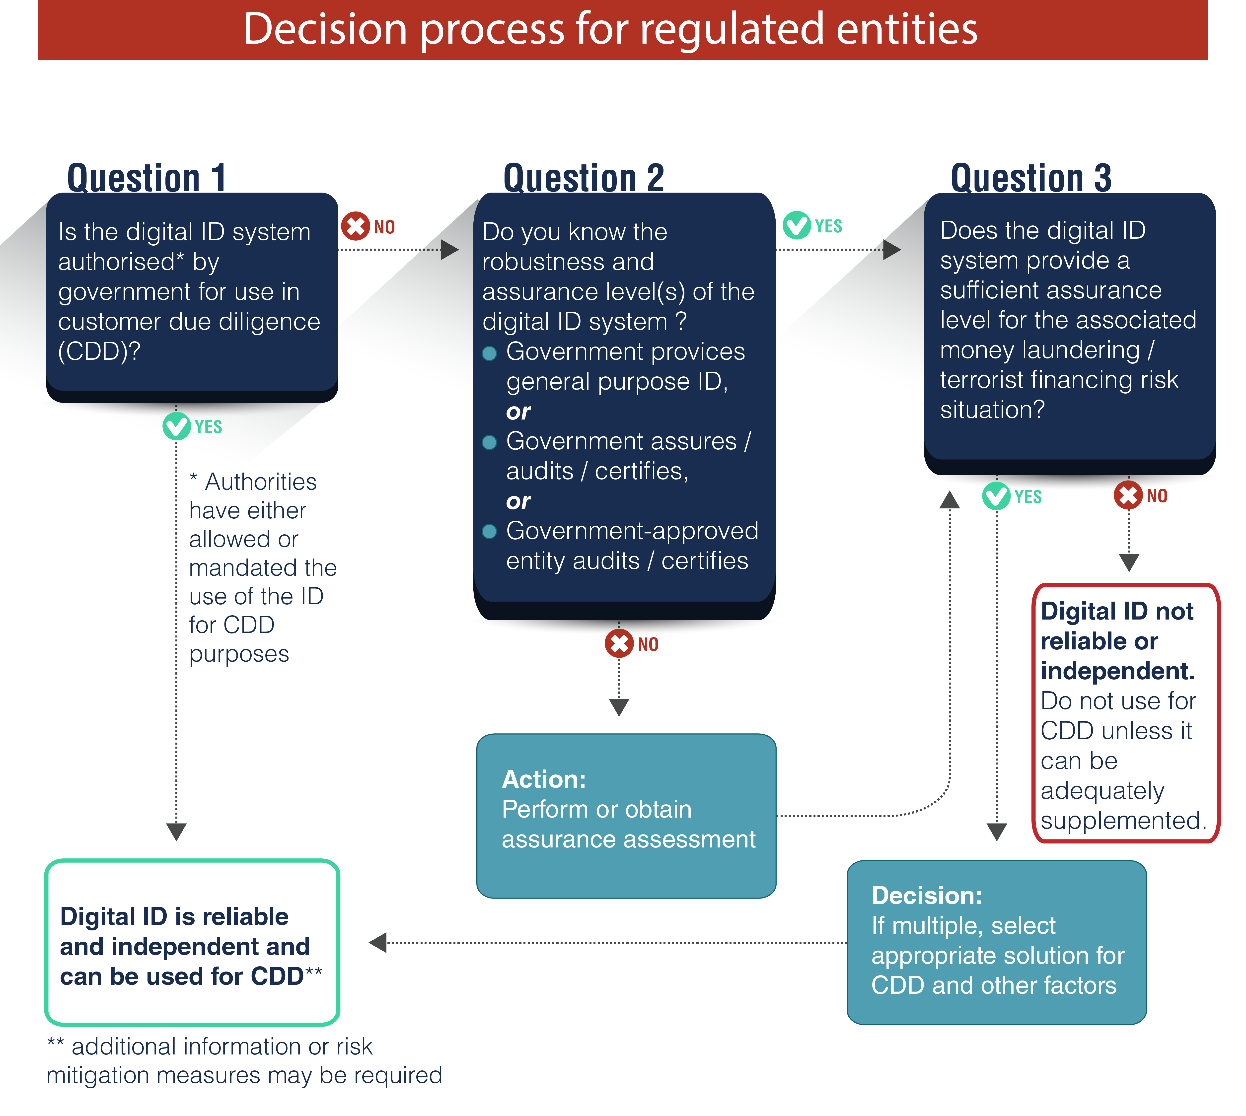 Decision process for regulated entities
Question 1
Is the digital ID system
authorised* by
government for use in
customer due diligence
(CDD)?
NO
YES
* Authorities
have either
allowed or
mandated the
use of the ID
for CDD
purposes
Question 2
Do you know the
robustness and
assurance level(s) of the
digital ID system ?
Government provices
general purpose ID,
or
Government assures /
audits / certifies,
or
Government-approved
entity audits / certifies
YES
NO
Action:
Perform or obtain
assurance assessment
Question 3
Does the digital ID
system provide a
sufficient assurance
level for the associated
money laundering /
terrorist financing risk
situation?
YES
NO
Digital ID not
reliable or
independent.
Do not use for
CDD unless it
can be
adequately
supplemented.
Decision:
If multiple, select
appropriate solution for
CDD and other factors
Digital ID is reliable
and independent and
can be used for CDD**
** additional information or risk
mitigation measures may be required